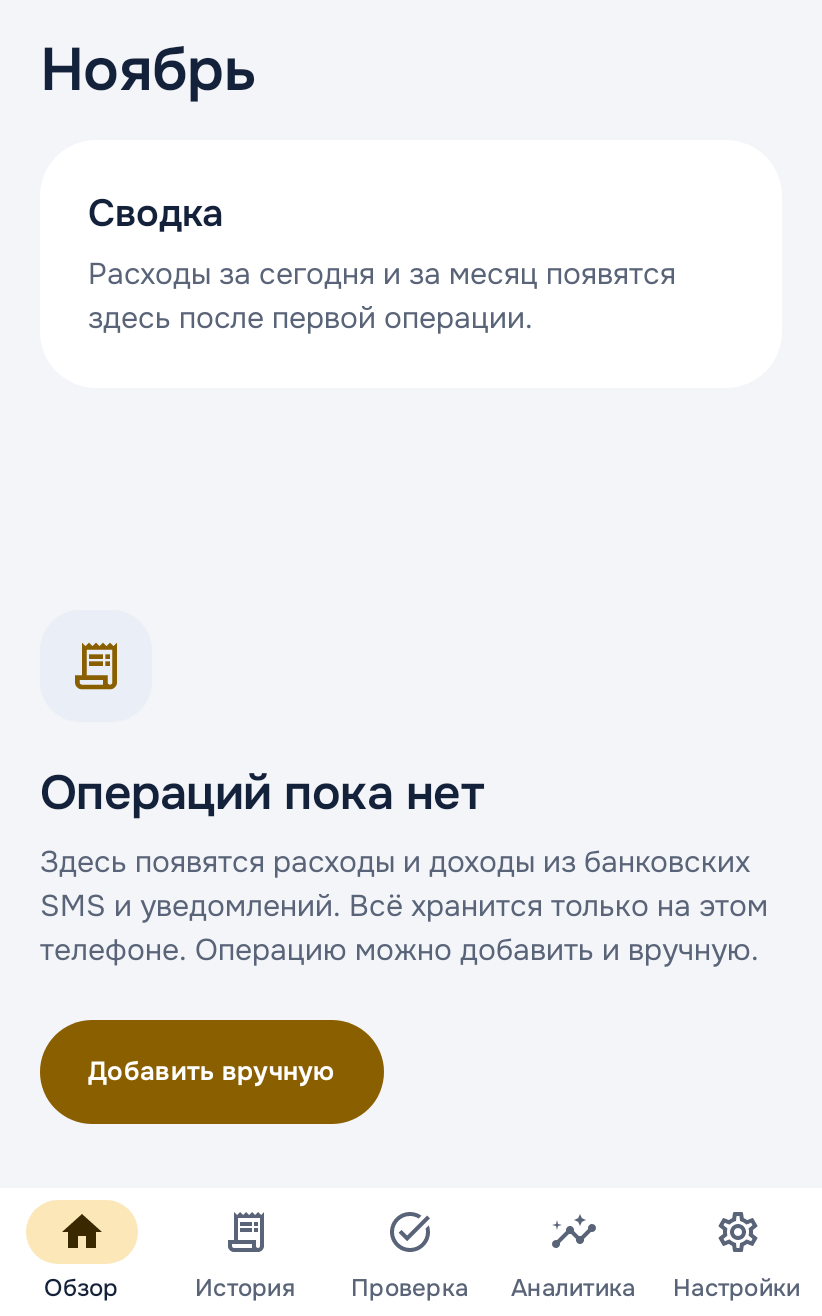 Ноябрь
Сводка
Расходы за сегодня и за месяц появятся
здесь после первой операции.
Операций пока нет
Здесь появятся расходы и доходы из банковских
SMS и уведомлений. Всё хранится только на этом
телефоне. Операцию можно добавить и вручную.
Добавить вручную
Обзор
История
Проверка
Аналитика
Настройки